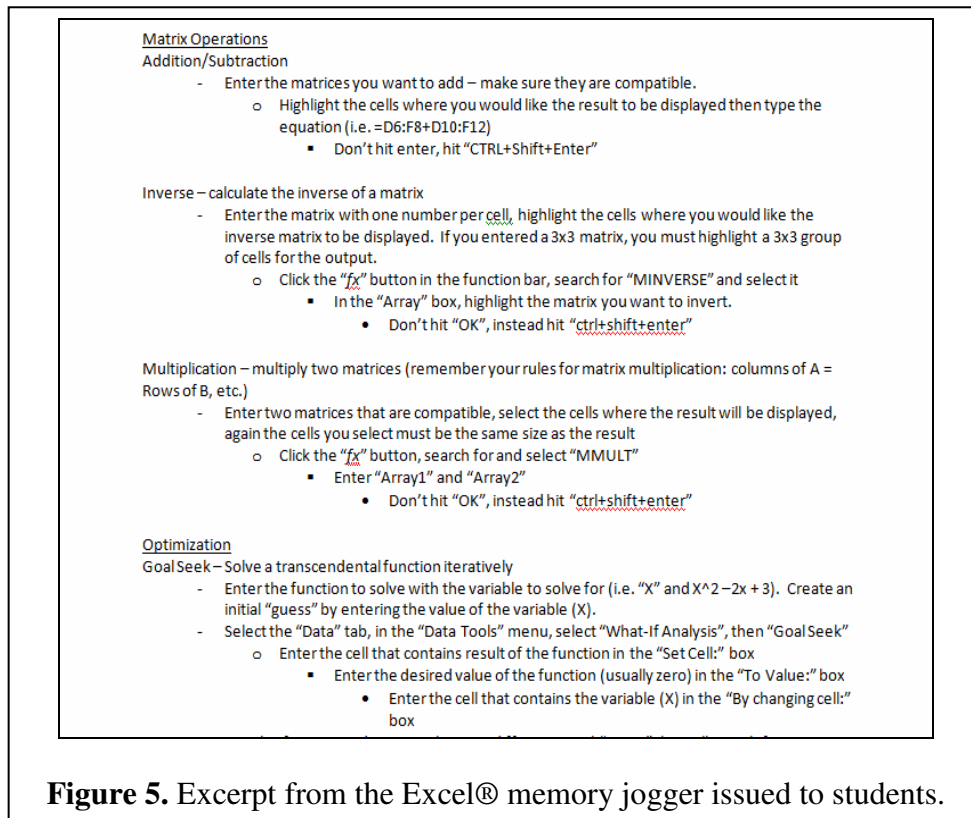 Matrix Operations
Addition/Subtraction
- Enter the matrices you want to add – make sure they are compatible.
o Highlight the cells where you would like the result to be displayed then type the
equation (i.e. =D6:F8+D10:F12)
▪ Don't hit enter, hit "CTRL+Shift+Enter"
Inverse – calculate the inverse of a matrix
- Enter the matrix with one number per cell, highlight the cells where you would like the
inverse matrix to be displayed. If you entered a 3x3 matrix, you must highlight a 3x3 group
of cells for the output.
o Click the "fx" button in the function bar, search for "MINVERSE" and select it
▪ In the "Array" box, highlight the matrix you want to invert.
• Don't hit "OK", instead hit "ctrl+shift+enter"
Multiplication – multiply two matrices (remember your rules for matrix multiplication: columns of A =
Rows of B, etc.)
- Enter two matrices that are compatible, select the cells where the result will be displayed,
again the cells you select must be the same size as the result
o Click the "fx" button, search for and select "MMULT"
▪ Enter "Array1" and "Array2"
• Don't hit "OK", instead hit "ctrl+shift+enter"
Optimization
Goal Seek – Solve a transcendental function iteratively
- Enter the function to solve with the variable to solve for (i.e. "X" and X^2 – 2x + 3). Create an
initial "guess" by entering the value of the variable (X).
- Select the "Data" tab, in the "Data Tools" menu, select "What-If Analysis", then "Goal Seek"
o Enter the cell that contains result of the function in the "Set Cell:" box
▪ Enter the desired value of the function (usually zero) in the "To Value:" box
• Enter the cell that contains the variable (X) in the "By changing cell:"
box
Figure 5. Excerpt from the Excel® memory jogger issued to students.